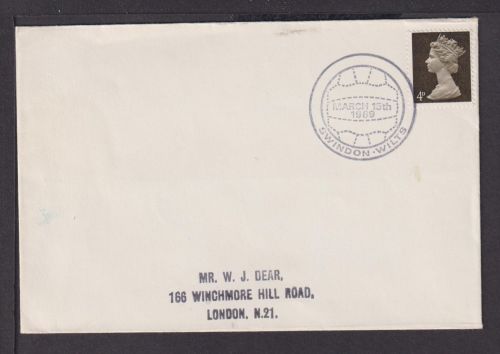 4ᴰ
MARCH 15th
1969
SWINDON · WILTS
MR. W. J. DEAR,
166 WINCHMORE HILL ROAD,
LONDON. N.21.